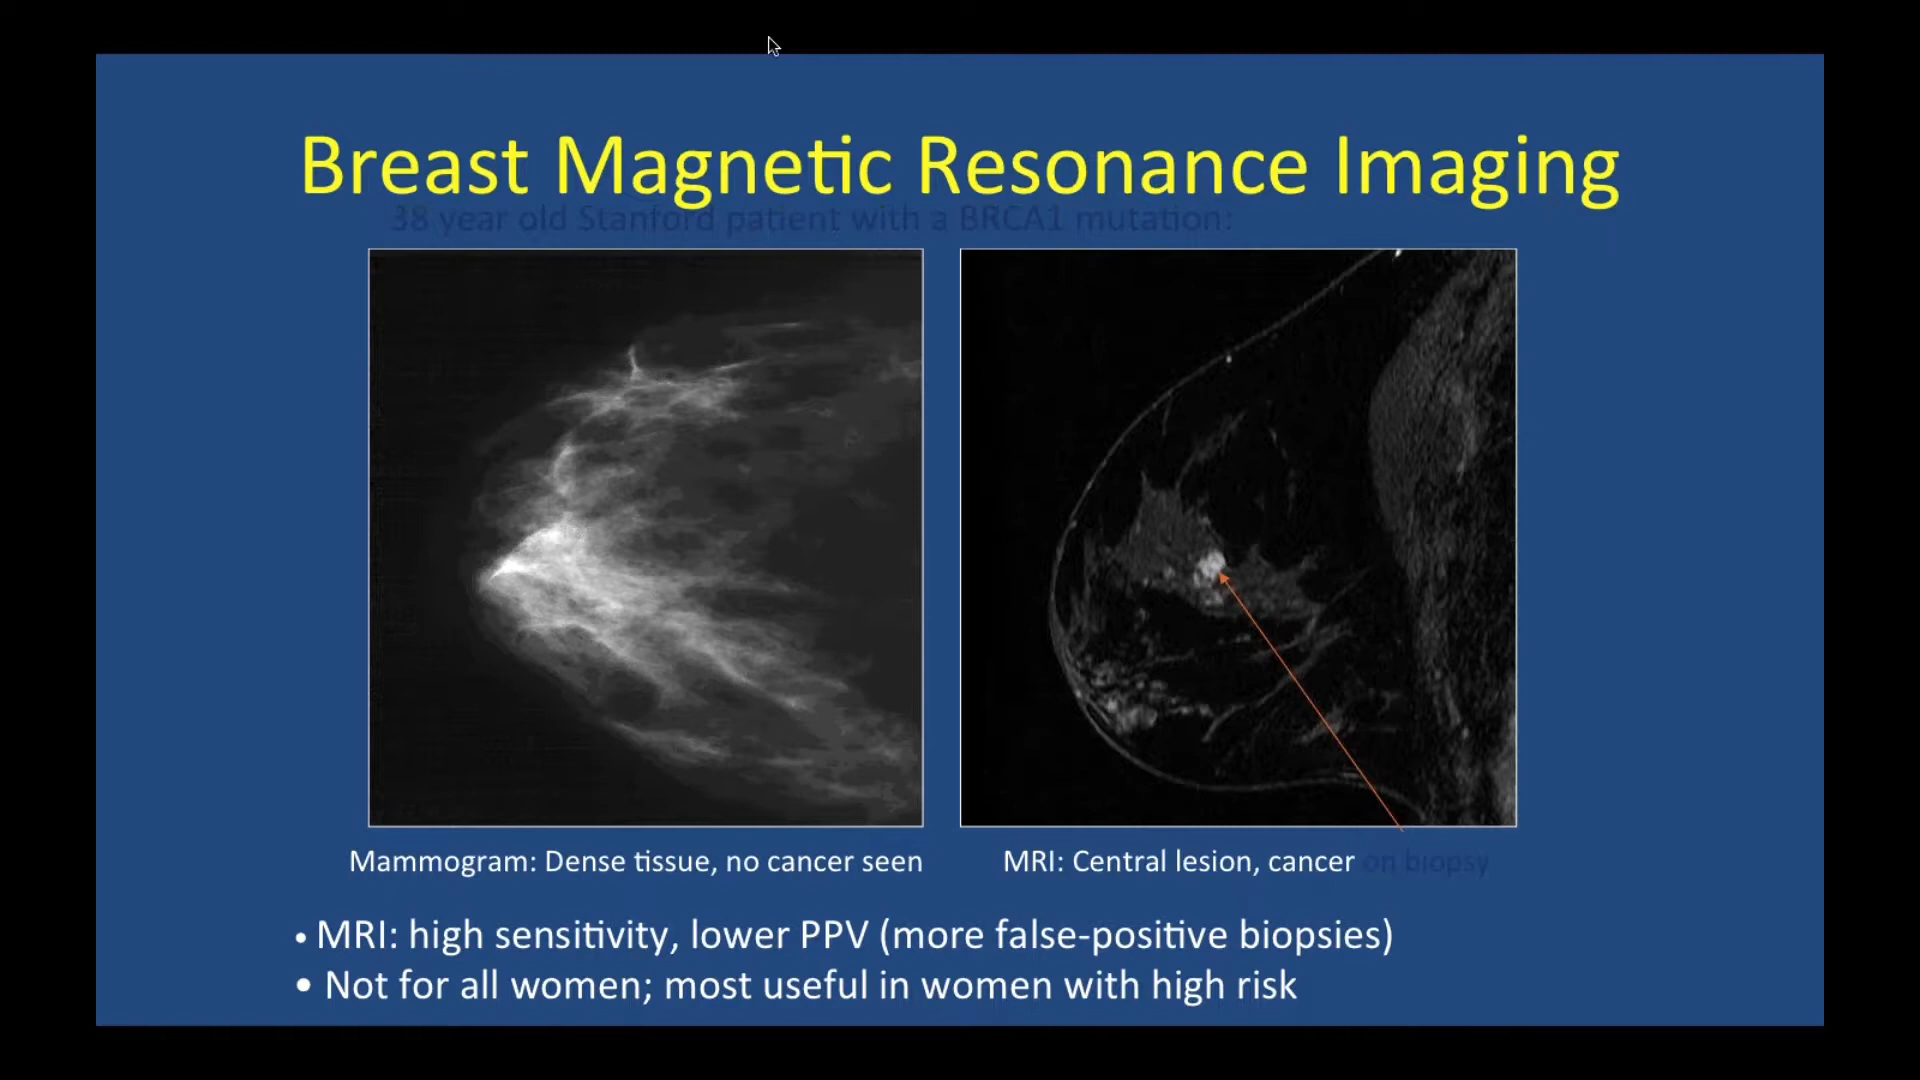 Breast Magnetic Resonance Imaging
38 year old Stanford patient with a BRCA1 mutation:
Mammogram: Dense tissue, no cancer seen
MRI: Central lesion, cancer on biopsy
• MRI: high sensitivity, lower PPV (more false-positive biopsies)
• Not for all women; most useful in women with high risk